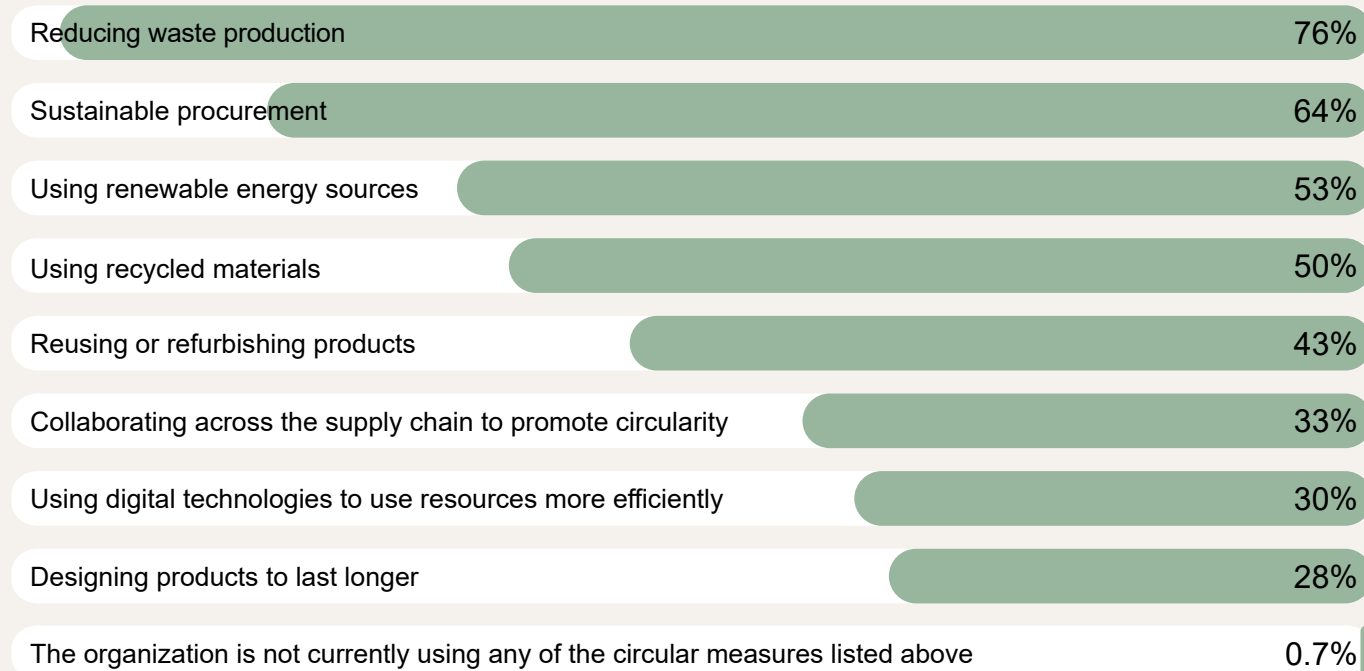 Reducing waste production 76%
Sustainable procurement 64%
Using renewable energy sources 53%
Using recycled materials 50%
Reusing or refurbishing products 43%
Collaborating across the supply chain to promote circularity 33%
Using digital technologies to use resources more efficiently 30%
Designing products to last longer 28%
The organization is not currently using any of the circular measures listed above 0.7%